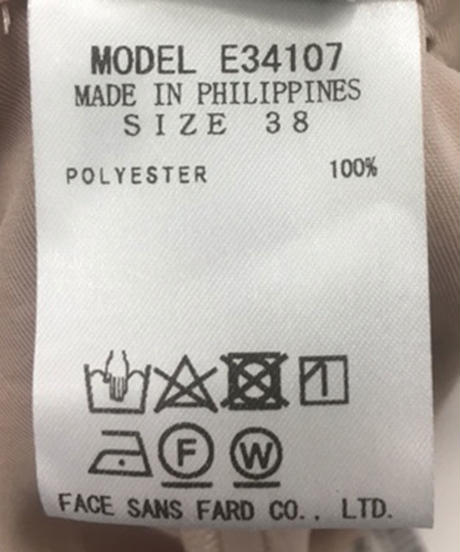 MODEL E34107
MADE IN PHILIPPINES
SIZE 38
POLYESTER 100%
F W
FACE SANS FARD CO., LTD.